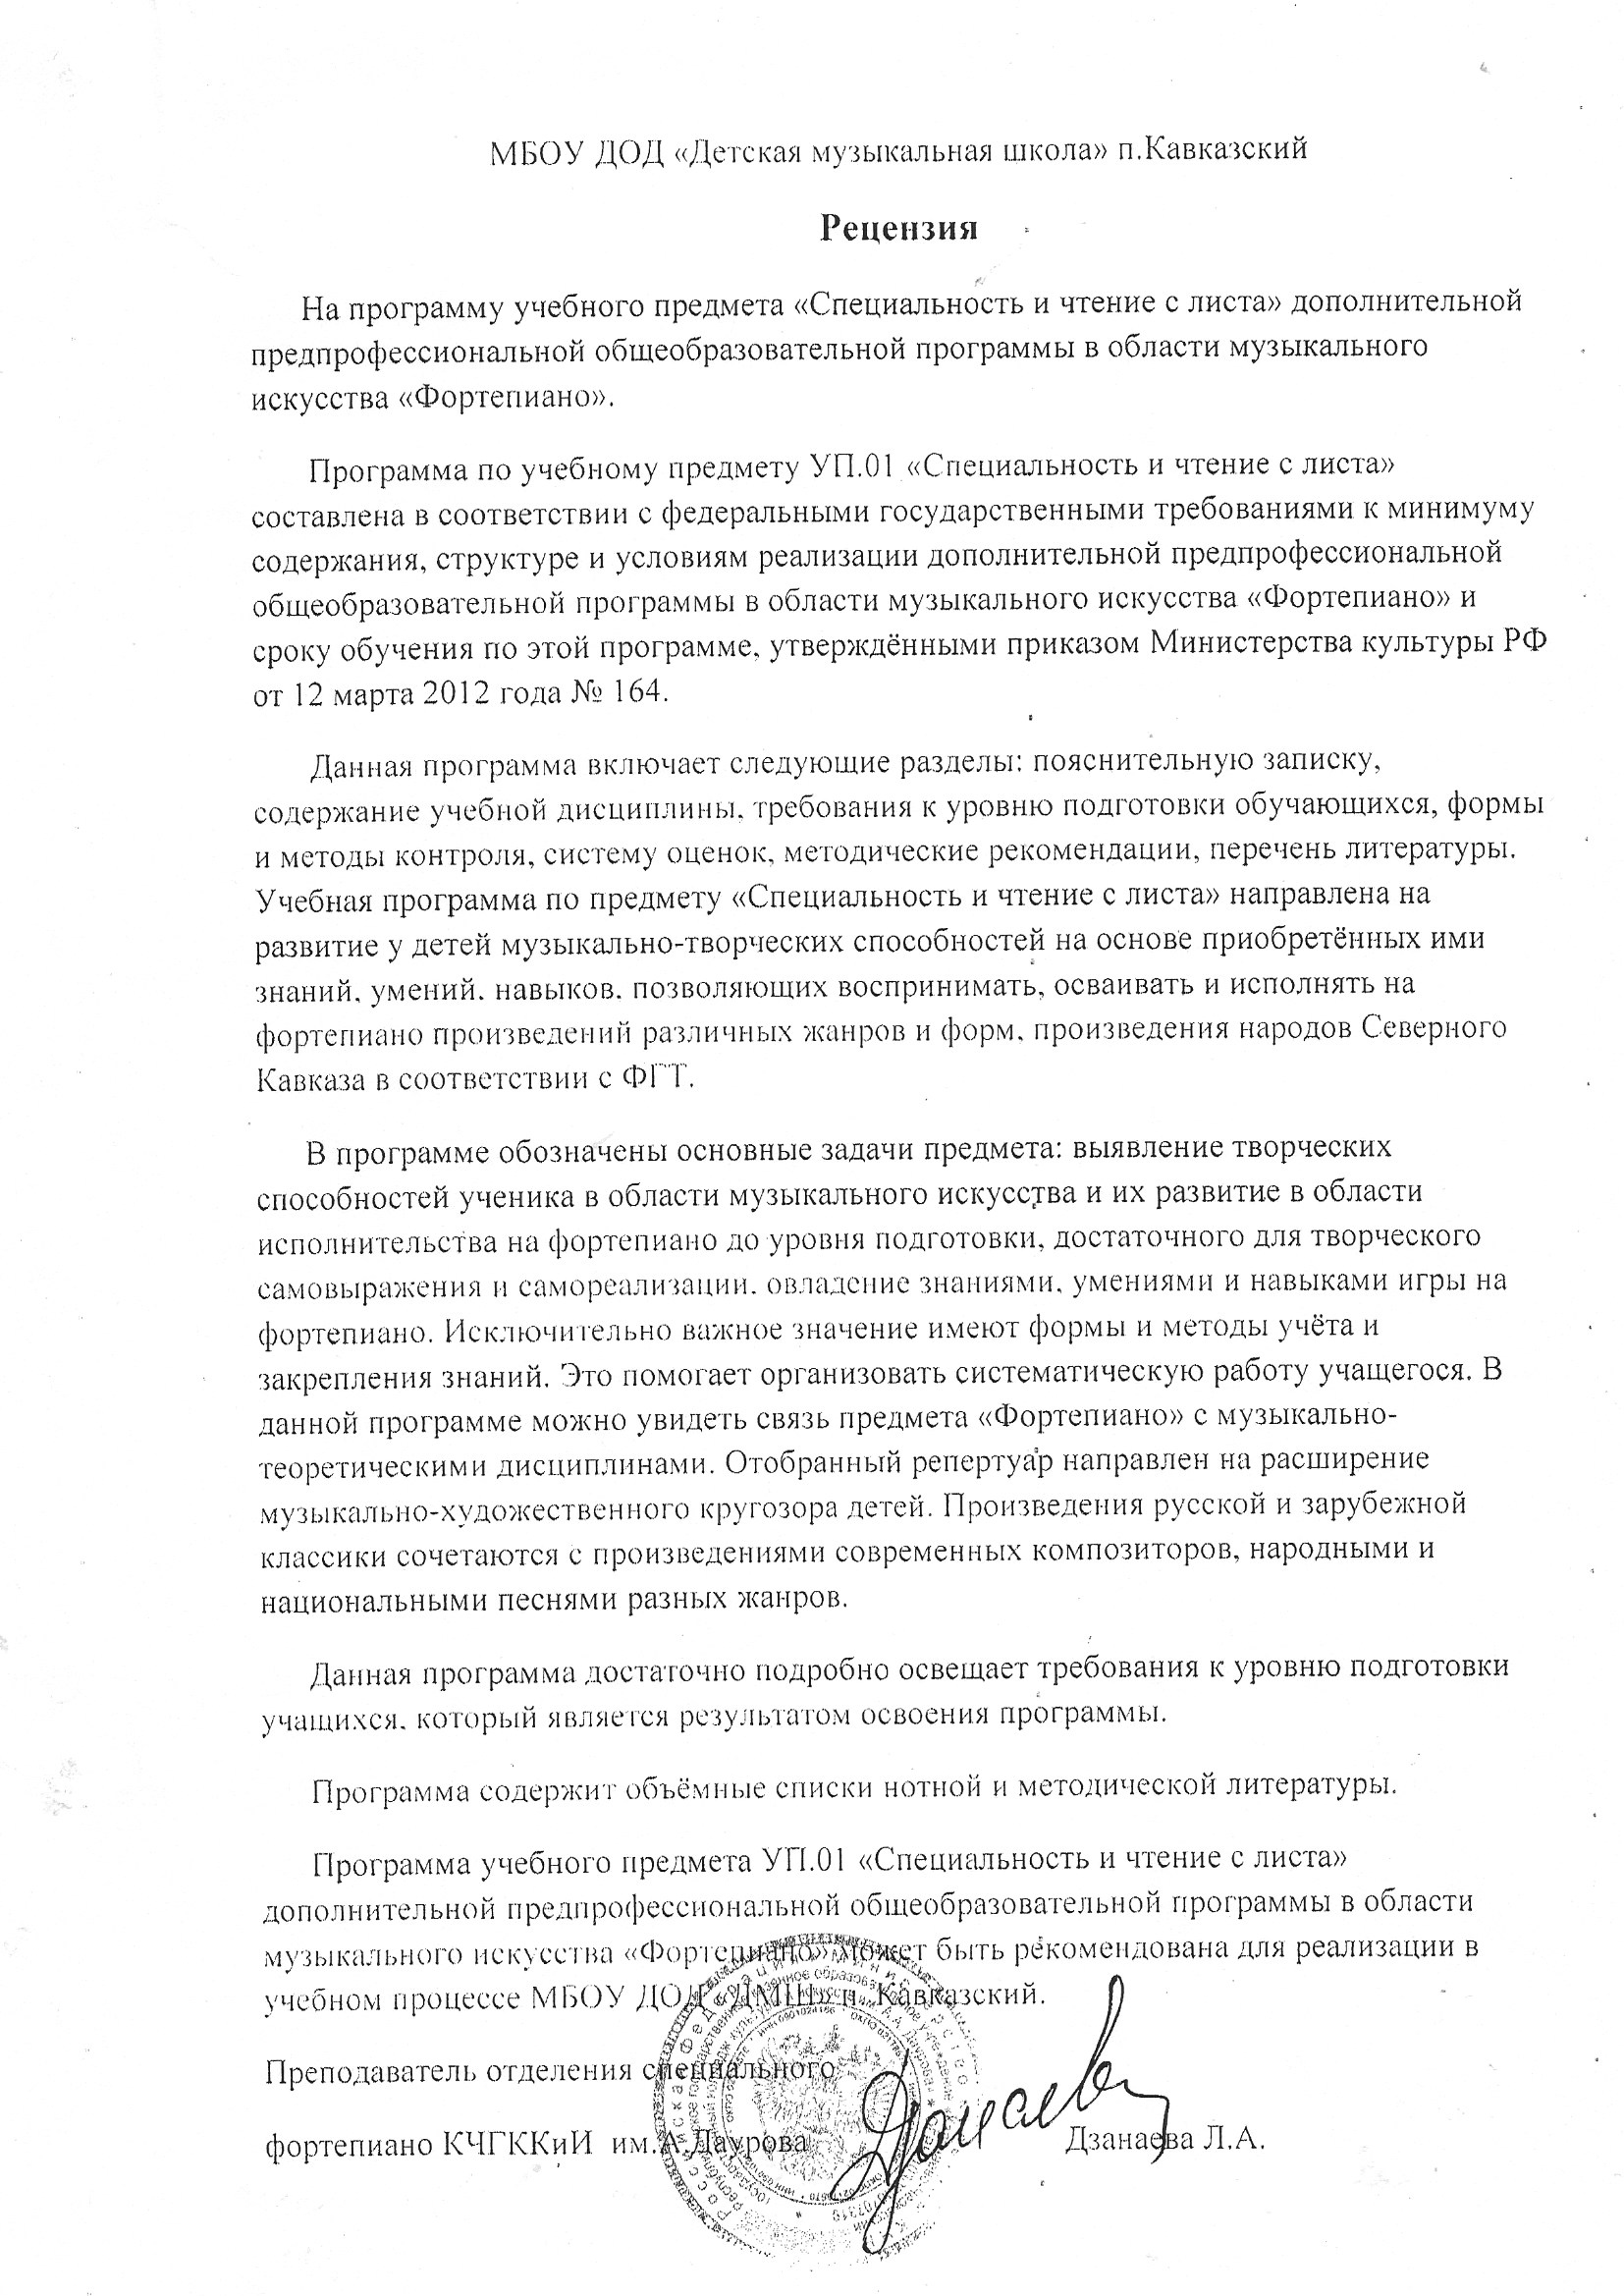 МБОУ ДОД «Детская музыкальная школа» п.Кавказский
Рецензия
На программу учебного предмета «Специальность и чтение с листа» дополнительной
предпрофессиональной общеобразовательной программы в области музыкального
искусства «Фортепиано».
Программа по учебному предмету УП.01 «Специальность и чтение с листа»
составлена в соответствии с федеральными государственными требованиями к минимуму
содержания, структуре и условиям реализации дополнительной предпрофессиональной
общеобразовательной программы в области музыкального искусства «Фортепиано» и
сроку обучения по этой программе, утверждёнными приказом Министерства культуры РФ
от 12 марта 2012 года № 164.
Данная программа включает следующие разделы: пояснительную записку,
содержание учебной дисциплины, требования к уровню подготовки обучающихся, формы
и методы контроля, систему оценок, методические рекомендации, перечень литературы.
Учебная программа по предмету «Специальность и чтение с листа» направлена на
развитие у детей музыкально-творческих способностей на основе приобретённых ими
знаний, умений, навыков, позволяющих воспринимать, осваивать и исполнять на
фортепиано произведений различных жанров и форм, произведения народов Северного
Кавказа в соответствии с ФГТ.
В программе обозначены основные задачи предмета: выявление творческих
способностей ученика в области музыкального искусства и их развитие в области
исполнительства на фортепиано до уровня подготовки, достаточного для творческого
самовыражения и самореализации, овладение знаниями, умениями и навыками игры на
фортепиано. Исключительно важное значение имеют формы и методы учёта и
закрепления знаний. Это помогает организовать систематическую работу учащегося. В
данной программе можно увидеть связь предмета «Фортепиано» с музыкально-
теоретическими дисциплинами. Отобранный репертуар направлен на расширение
музыкально-художественного кругозора детей. Произведения русской и зарубежной
классики сочетаются с произведениями современных композиторов, народными и
национальными песнями разных жанров.
Данная программа достаточно подробно освещает требования к уровню подготовки
учащихся, который является результатом освоения программы.
Программа содержит объёмные списки нотной и методической литературы.
Программа учебного предмета УП.01 «Специальность и чтение с листа»
дополнительной предпрофессиональной общеобразовательной программы в области
музыкального искусства «Фортепиано» может быть рекомендована для реализации в
учебном процессе МБОУ ДОД «ДМШ» п. Кавказский.
Преподаватель отделения специального
фортепиано КЧГККиИ им.А.Даурова Дзанаева Л.А.